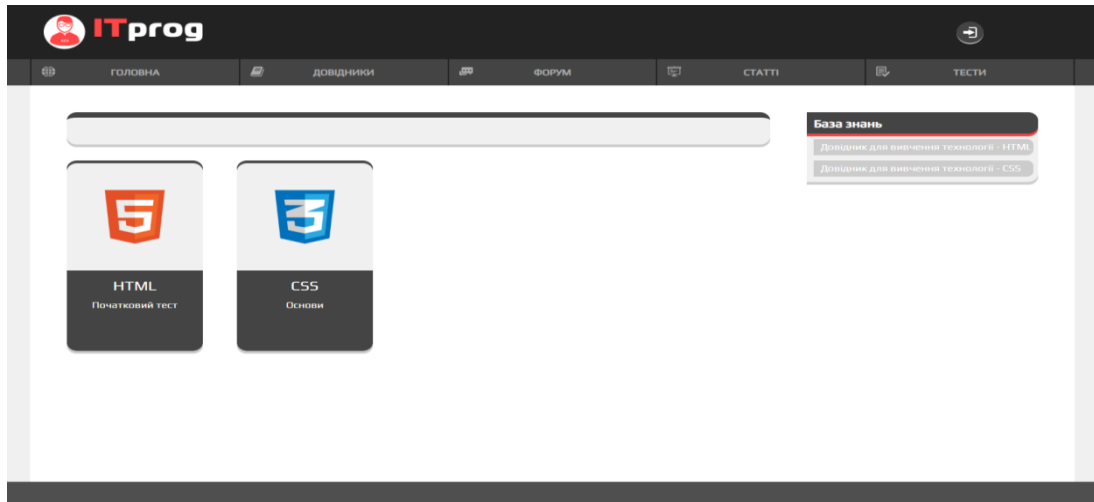 ITprog
ГОЛОВНА
ДОВІДНИКИ
ФОРУМ
СТАТТІ
ТЕСТИ
База знань
Довідник для вивчення технології - HTML
Довідник для вивчення технології - CSS
HTML
Початковий тест
CSS
Основи